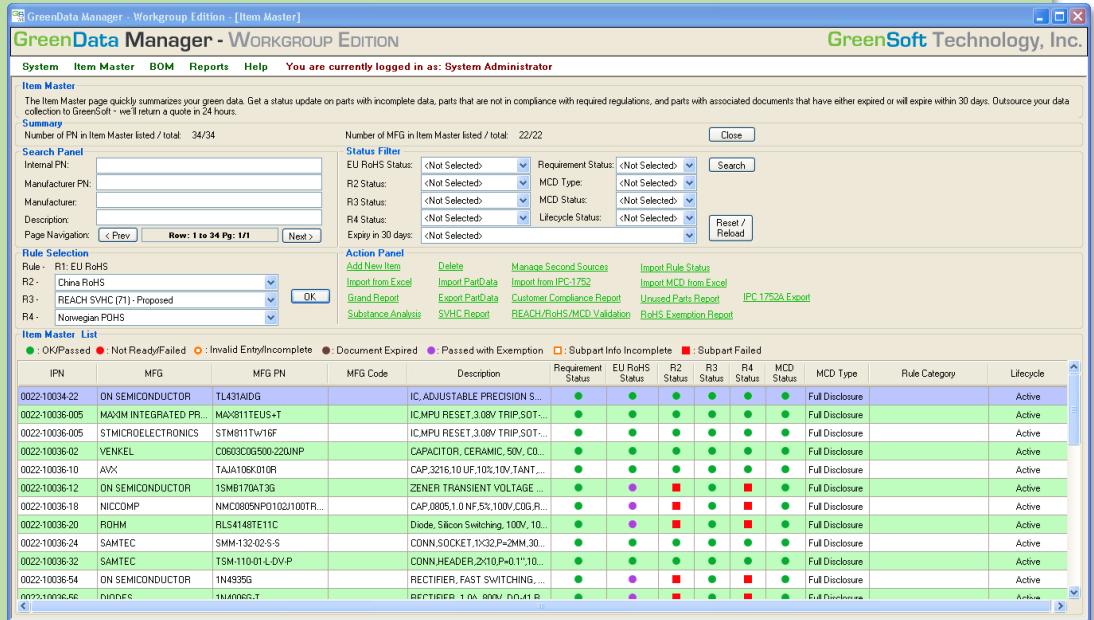 GreenData Manager - Workgroup Edition - [Item Master]
GreenData Manager - WORKGROUP EDITION GreenSoft Technology, Inc.
System Item Master BOM Reports Help You are currently logged in as: System Administrator
Item Master
The Item Master page quickly summarizes your green data. Get a status update on parts with incomplete data, parts that are not in compliance with required regulations, and parts with associated documents that have either expired or will expire within 30 days. Outsource your data
collection to GreenSoft - we'll return a quote in 24 hours.
Summary
Number of PN in Item Master listed / total: 34/34 Number of MFG in Item Master listed / total: 22/22 Close
Search Panel Status Filter
Internal PN: EU RoHS Status: <Not Selected> Requirement Status: <Not Selected> Search
Manufacturer PN: R2 Status: <Not Selected> MCD Type: <Not Selected>
Manufacturer: R3 Status: <Not Selected> MCD Status: <Not Selected>
Description: R4 Status: <Not Selected> Lifecycle Status: <Not Selected> Reset /
Reload
Page Navigation: < Prev Row: 1 to 34 Pg: 1/1 Next > Expiry in 30 days: <Not Selected>
Rule Selection Action Panel
Rule - R1: EU RoHS Add New Item Delete Manage Second Sources Import Rule Status
R2 - China RoHS Import from Excel Import PartData Import from IPC-1752 Import MCD from Excel
R3 - REACH SVHC (71) - Proposed OK Grand Report Export PartData Customer Compliance Report Unused Parts Report IPC 1752A Export
R4 - Norwegian POHS Substance Analysis SVHC Report REACH/RoHS/MCD Validation RoHS Exemption Report
Item Master List
: OK/Passed : Not Ready/Failed : Invalid Entry/Incomplete : Document Expired : Passed with Exemption : Subpart Info Incomplete : Subpart Failed
IPN MFG MFG PN MFG Code Description Requirement Status EU RoHS Status R2 Status R3 Status R4 Status MCD Status MCD Type Rule Category Lifecycle
0022-10034-22 ON SEMICONDUCTOR TL431AIDG IC, ADJUSTABLE PRECISION S... Full Disclosure Active
0022-10036-005 MAXIM INTEGRATED PR... MAX811TEUS+T IC,MPU RESET,3.08V TRIP,SOT-... Full Disclosure Active
0022-10036-005 STMICROELECTRONICS STM811TW16F IC,MPU RESET,3.08V TRIP,SOT-... Full Disclosure Active
0022-10036-02 VENKEL C0603C0G500-220JNP CAPACITOR, CERAMIC, 50V, C0... Full Disclosure Active
0022-10036-10 AVX TAJA106K010R CAP,3216,10 UF,10%,10V,TANT,... Full Disclosure Active
0022-10036-12 ON SEMICONDUCTOR 1SMB170AT3G ZENER TRANSIENT VOLTAGE ... Full Disclosure Active
0022-10036-18 NICCOMP NMC0805NPO102J100TR... CAP,0805,1.0 NF,5%,100V,C0G,R... Full Disclosure Active
0022-10036-20 ROHM RLS4148TE11C Diode, Silicon Switching, 100V, 10... Full Disclosure Active
0022-10036-24 SAMTEC SMM-132-02-S-S CONN,SOCKET,1X32,P=2MM,30... Full Disclosure Active
0022-10036-32 SAMTEC TSM-110-01-L-DV-P CONN,HEADER,2X10,P=0.1",10... Full Disclosure Active
0022-10036-54 ON SEMICONDUCTOR 1N4935G RECTIFIER, FAST SWITCHING, ... Full Disclosure Active
0022-10036-56 DIODES 1N4006G-T RECTIFIER, 1.0A, 800V, DO-41,R... Full Disclosure Active